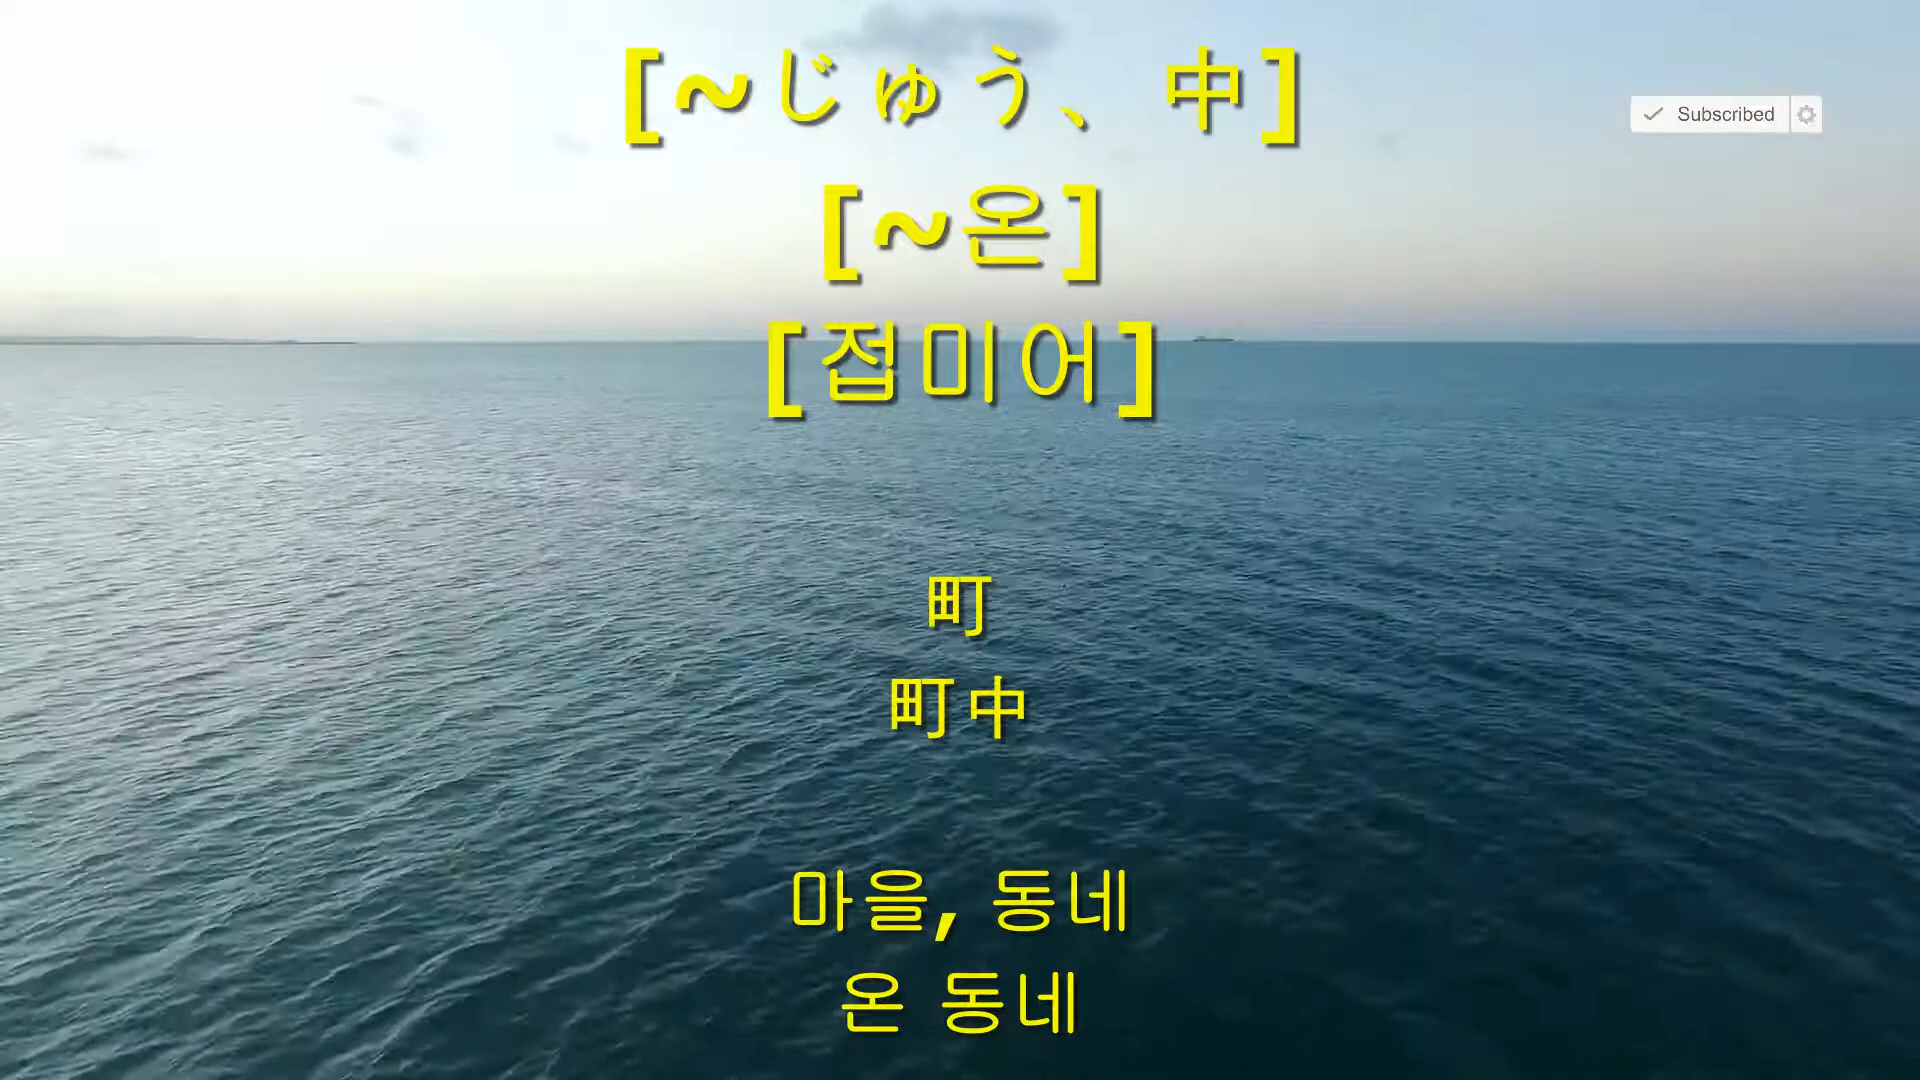 [~じゅう、中]
Subscribed
[~온]
[접미어]
町
町中
마을, 동네
온 동네